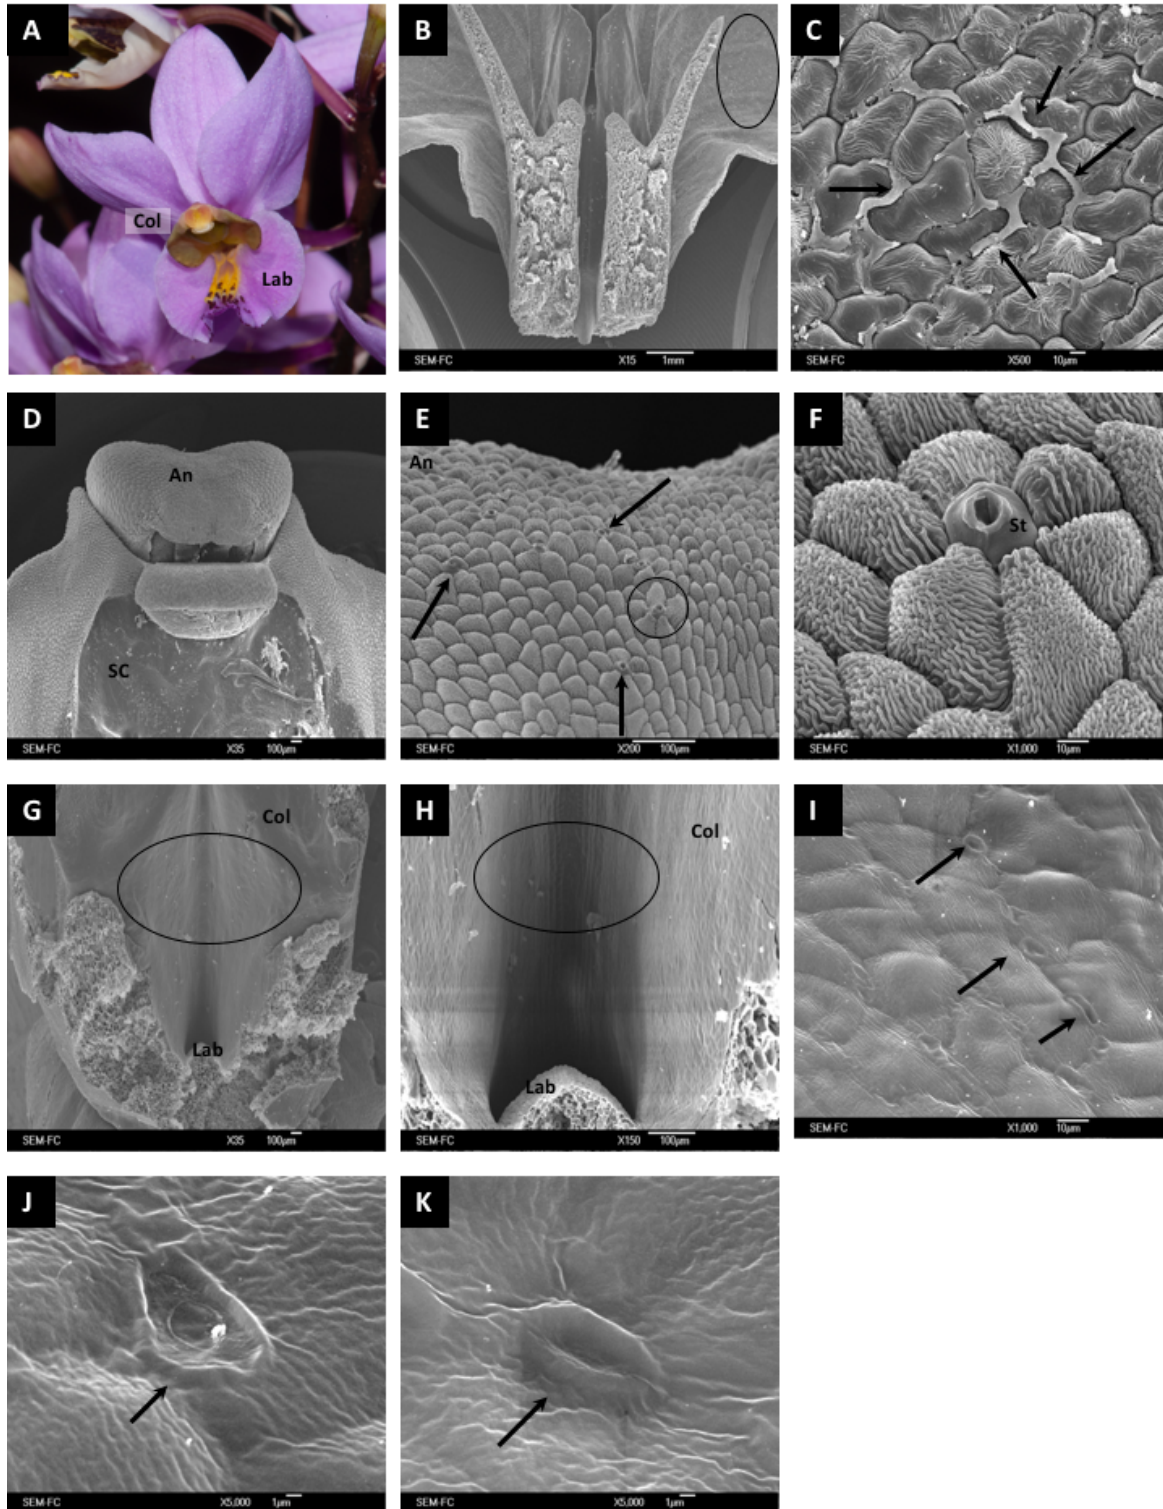 A
Col
Lab
B
SEM-FC X15 1mm
C
SEM-FC X500 10µm
D
An
SC
SEM-FC X35 100µm
E
An
SEM-FC X200 100µm
F
St
SEM-FC X1,000 10µm
G
Col
Lab
SEM-FC X35 100µm
H
Col
Lab
SEM-FC X150 100µm
I
SEM-FC X1,000 10µm
J
SEM-FC X5,000 1µm
K
SEM-FC X5,000 1µm